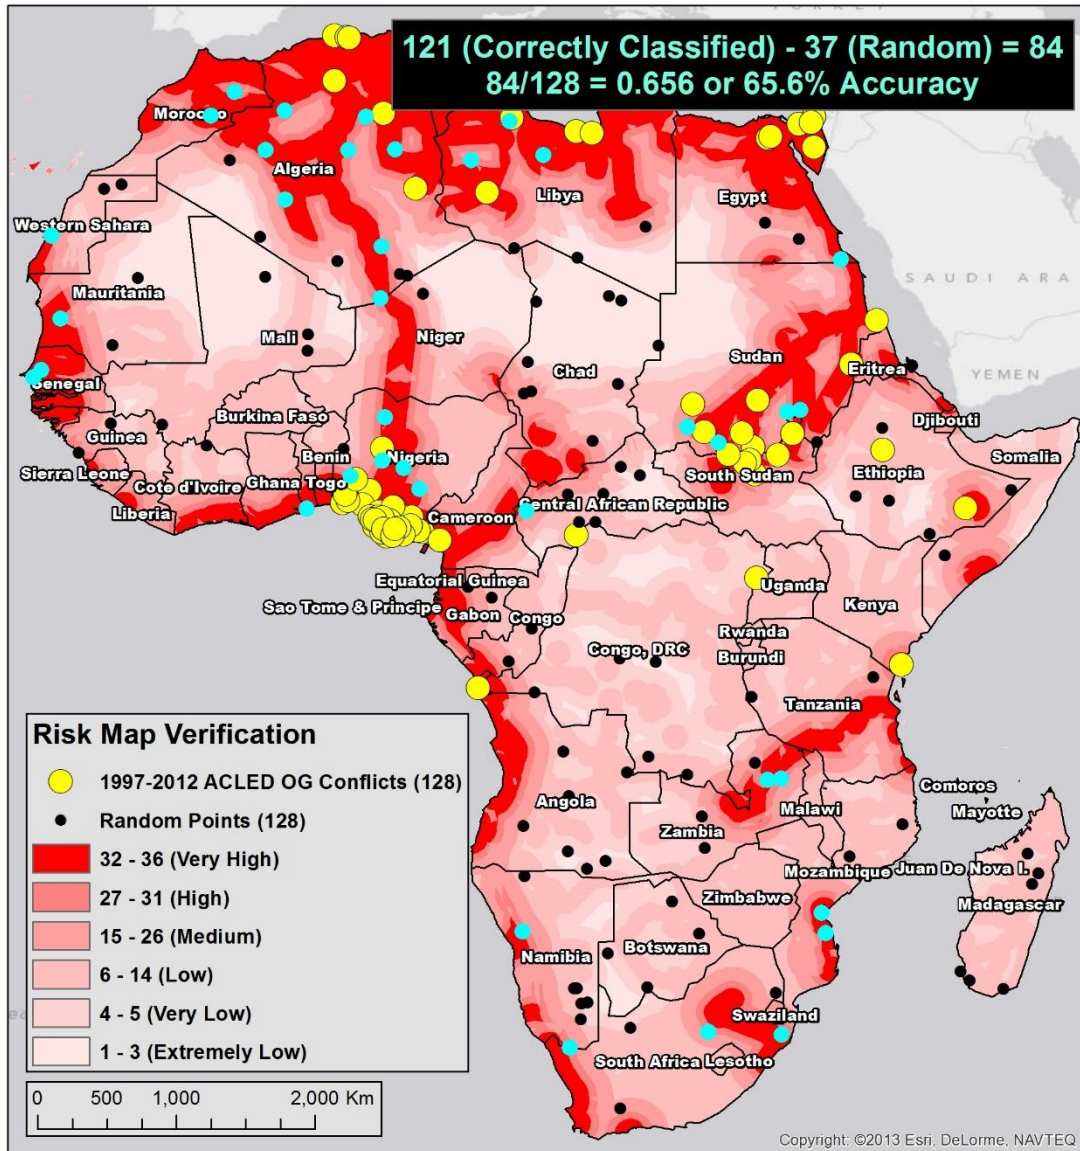 121 (Correctly Classified) - 37 (Random) = 84
84/128 = 0.656 or 65.6% Accuracy
Morocco
Algeria
Libya
Egypt
Western Sahara
SAUDI ARA
Mauritania
Mali
Niger
Chad
Sudan
Eritrea
YEMEN
Senegal
Burkina Faso
Djibouti
Guinea
Benin
Nigeria
Somalia
Sierra Leone
Cote d'Ivoire
Ghana
Togo
South Sudan
Ethiopia
Liberia
Cameroon
Central African Republic
Equatorial Guinea
Uganda
Sao Tome & Principe
Gabon
Congo
Kenya
Rwanda
Congo, DRC
Burundi
Tanzania
Angola
Malawi
Comoros
Mayotte
Zambia
Mozambique
Juan De Nova I.
Zimbabwe
Madagascar
Namibia
Botswana
Swaziland
South Africa
Lesotho
Risk Map Verification
1997-2012 ACLED OG Conflicts (128)
Random Points (128)
32 - 36 (Very High)
27 - 31 (High)
15 - 26 (Medium)
6 - 14 (Low)
4 - 5 (Very Low)
1 - 3 (Extremely Low)
0 500 1,000 2,000 Km
Copyright: ©2013 Esri, DeLorme, NAVTEQ